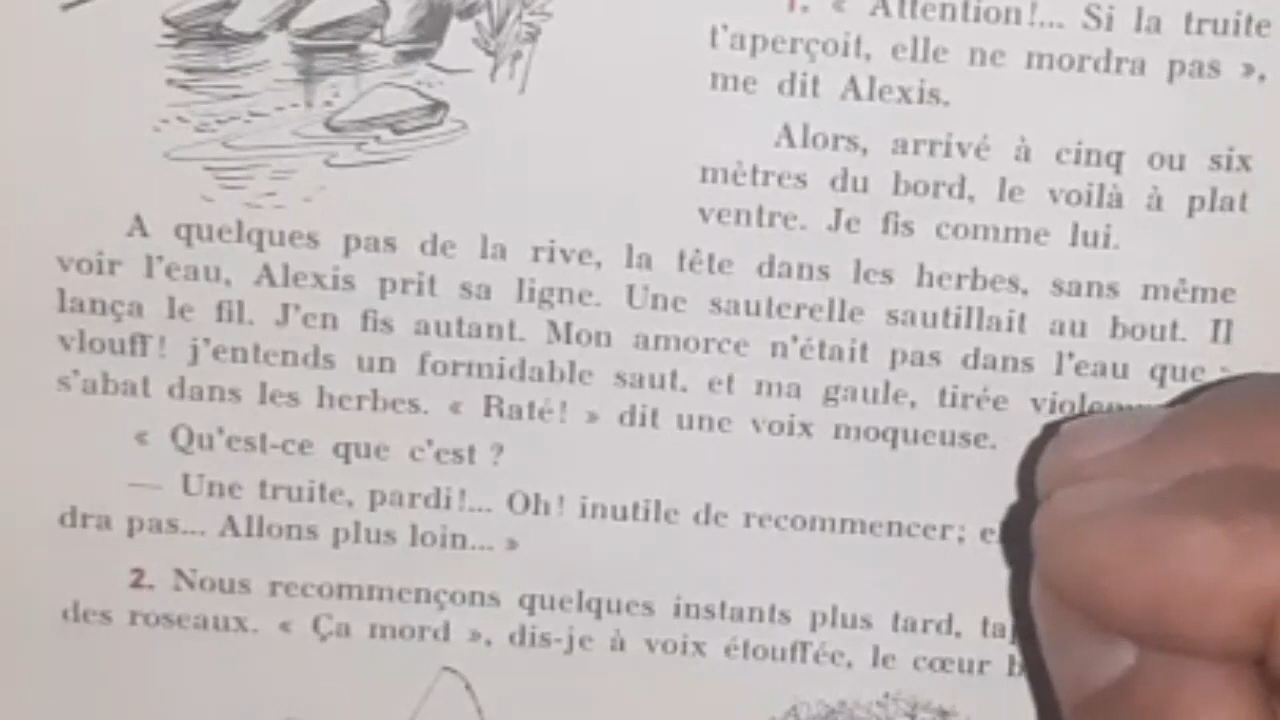 1. « Attention!... Si la truite
t'aperçoit, elle ne mordra pas »,
me dit Alexis.
Alors, arrivé à cinq ou six
mètres du bord, le voilà à plat
ventre. Je fis comme lui.
A quelques pas de la rive, la tête dans les herbes, sans même
voir l'eau, Alexis prit sa ligne. Une sauterelle sautillait au bout. Il
lança le fil. J'en fis autant. Mon amorce n'était pas dans l'eau que
vlouff! j'entends un formidable saut, et ma gaule, tirée
s'abat dans les herbes. « Raté! » dit une voix moqueuse.
« Qu'est-ce que c'est ?
— Une truite, pardi!... Oh! inutile de recommencer;
dra pas... Allons plus loin... »
2. Nous recommençons quelques instants plus tard,
des roseaux. « Ça mord », dis-je à voix étouffée, le cœur